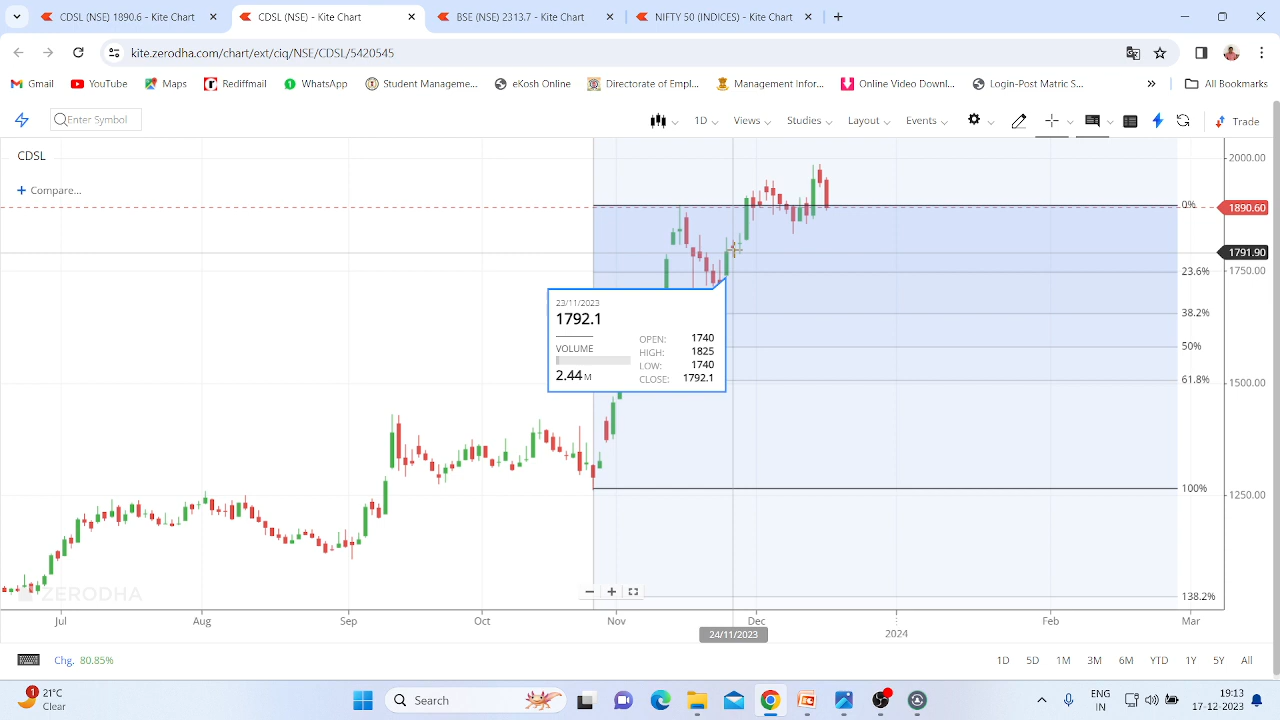 CDSL (NSE) 1890.6 - Kite Chart
CDSL (NSE) - Kite Chart
BSE (NSE) 2313.7 - Kite Chart
NIFTY 50 (INDICES) - Kite Chart
kite.zerodha.com/chart/ext/ciq/NSE/CDSL/5420545
Gmail
YouTube
Maps
Rediffmail
WhatsApp
Student Manageme...
eKosh Online
Directorate of Empl...
Management Infor...
Online Video Downl...
Login-Post Matric S...
All Bookmarks
Enter Symbol
1D
Views
Studies
Layout
Events
Trade
CDSL
Compare...
2000.00
0%
1890.60
1791.90
23.6%
1750.00
38.2%
50%
61.8%
1500.00
100%
1250.00
138.2%
23/11/2023
1792.1
VOLUME
2.44 M
OPEN: 1740
HIGH: 1825
LOW: 1740
CLOSE: 1792.1
ZERODHA
Jul Aug Sep Oct Nov Dec 2024 Feb Mar
24/11/2023
Chg. 80.85%
1D 5D 1M 3M 6M YTD 1Y 5Y All
1
21°C
Clear
Search
ENG
IN
19:13
17-12-2023